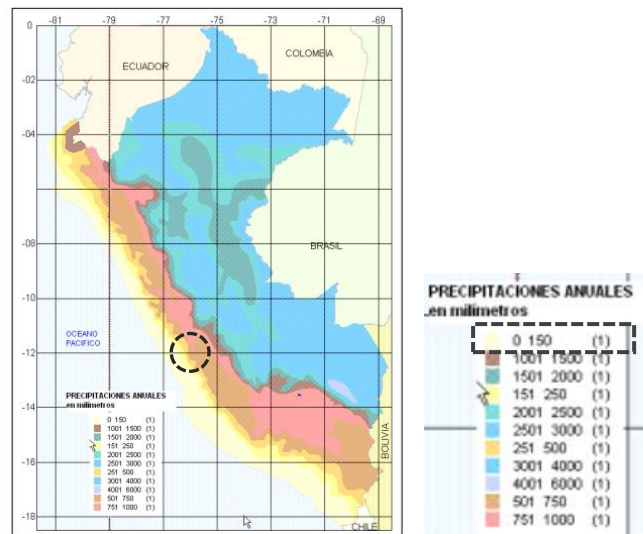 -81 -79 -77 -75 -73 -71 -69
0
COLOMBIA
ECUADOR
-02
-04
-06
-08
BRASIL
-10
OCEANO
PACIFICO
-12
PRECIPITACIONES ANUALES
en milimetros
0 150 (1)
1001 1500 (1)
1501 2000 (1)
151 250 (1)
2001 2500 (1)
2501 3000 (1)
251 500 (1)
3001 4000 (1)
4001 6000 (1)
501 750 (1)
751 1000 (1)
-14
-16
-18
BOLIVIA
CHILE
PRECIPITACIONES ANUALES
en milimetros
0 150 (1)
1001 1500 (1)
1501 2000 (1)
151 250 (1)
2001 2500 (1)
2501 3000 (1)
251 500 (1)
3001 4000 (1)
4001 6000 (1)
501 750 (1)
751 1000 (1)